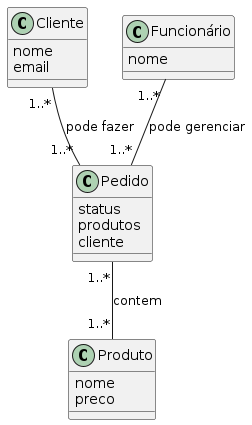 C Cliente
nome
email
C Funcionário
nome
1..*
1..*
pode fazer
pode gerenciar
1..*
1..*
C Pedido
status
produtos
cliente
1..*
contem
1..*
C Produto
nome
preco